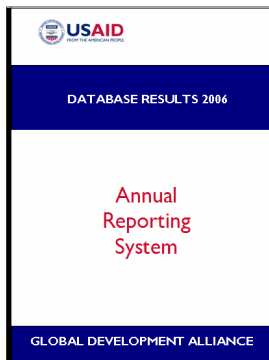 USAID
FROM THE AMERICAN PEOPLE
DATABASE RESULTS 2006
Annual
Reporting
System
GLOBAL DEVELOPMENT ALLIANCE